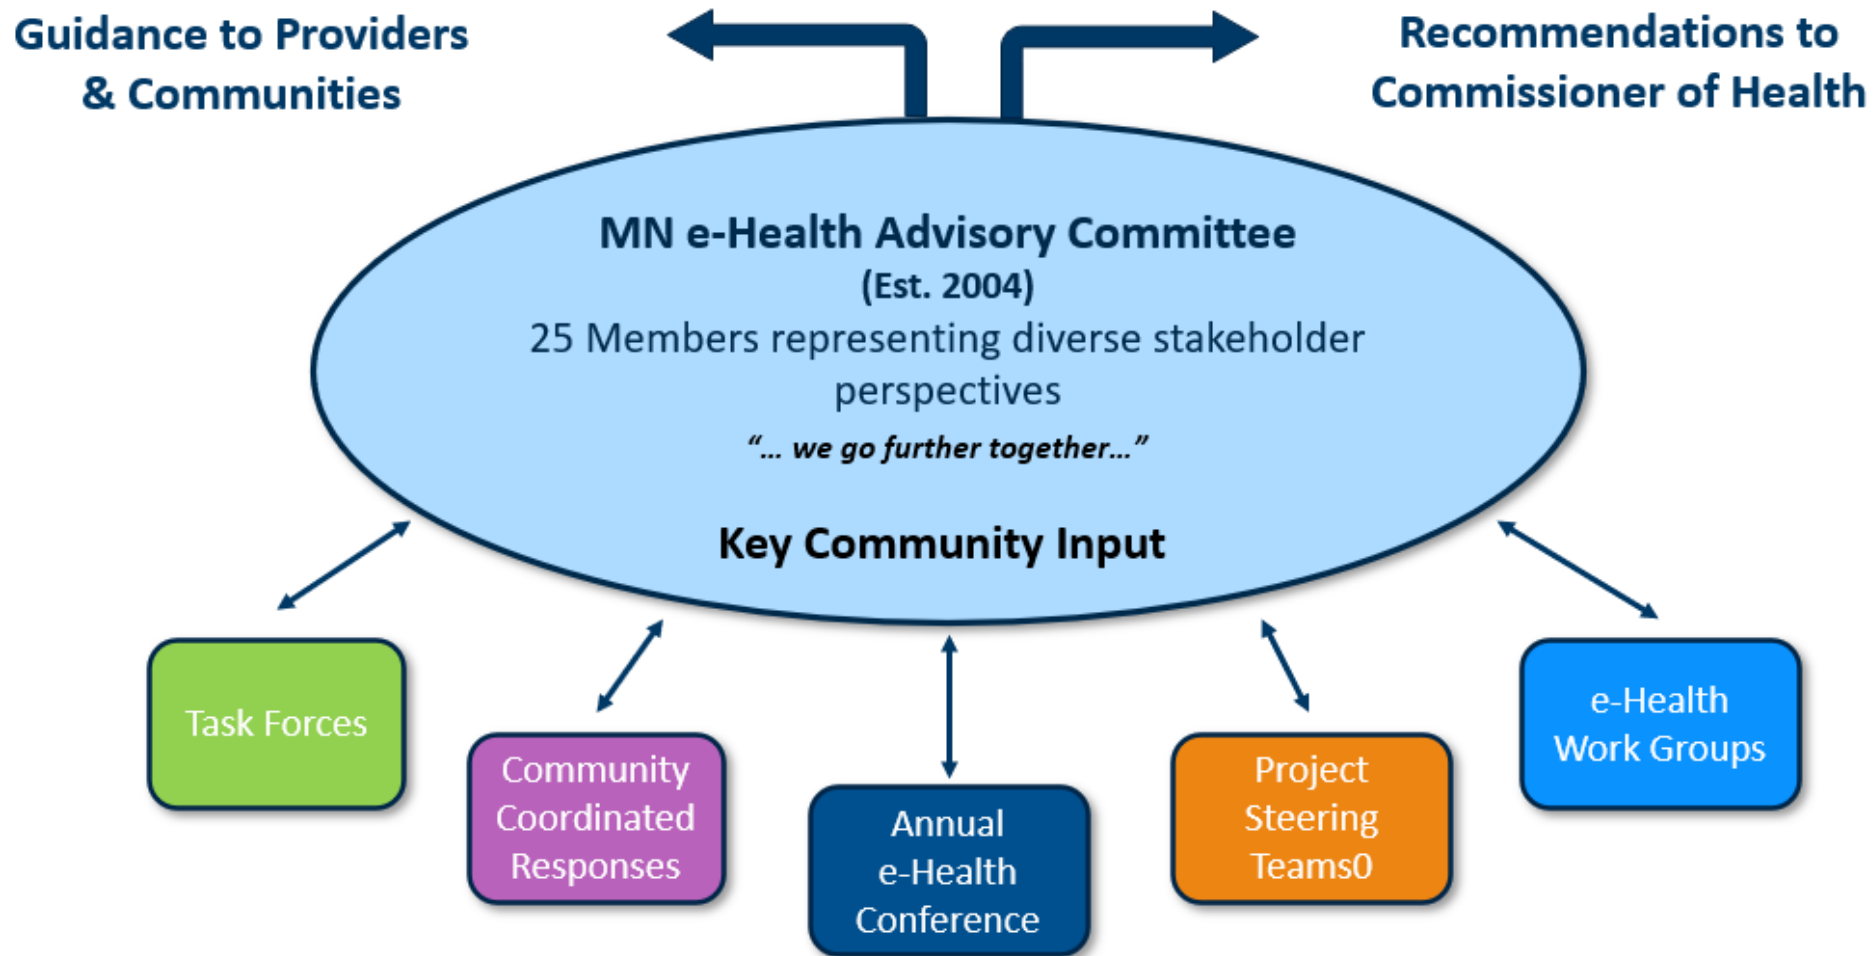 Guidance to Providers
& Communities
Recommendations to
Commissioner of Health
MN e-Health Advisory Committee
(Est. 2004)
25 Members representing diverse stakeholder
perspectives
“… we go further together…”
Key Community Input
Task Forces
Community
Coordinated
Responses
Annual
e-Health
Conference
Project
Steering
Teams0
e-Health
Work Groups